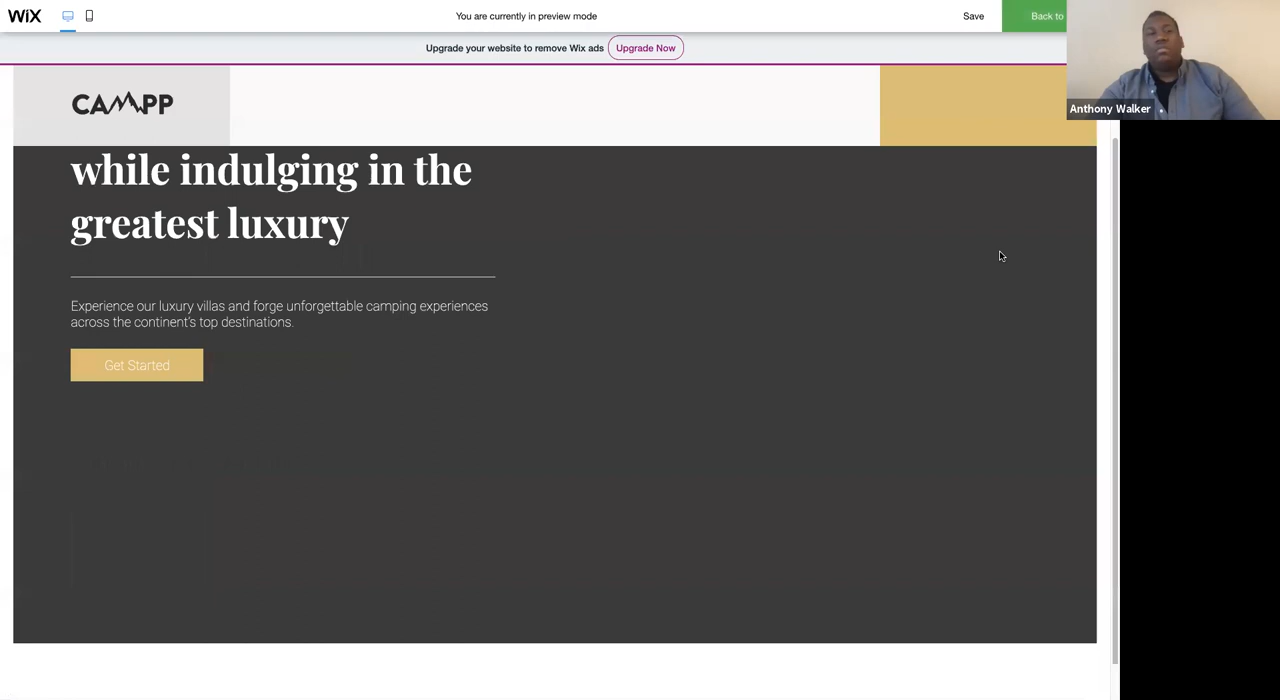 WiX
You are currently in preview mode
Save
Back to
Upgrade your website to remove Wix ads
Upgrade Now
Anthony Walker
CAMPP
while indulging in the
greatest luxury
Experience our luxury villas and forge unforgettable camping experiences
across the continent's top destinations.
Get Started